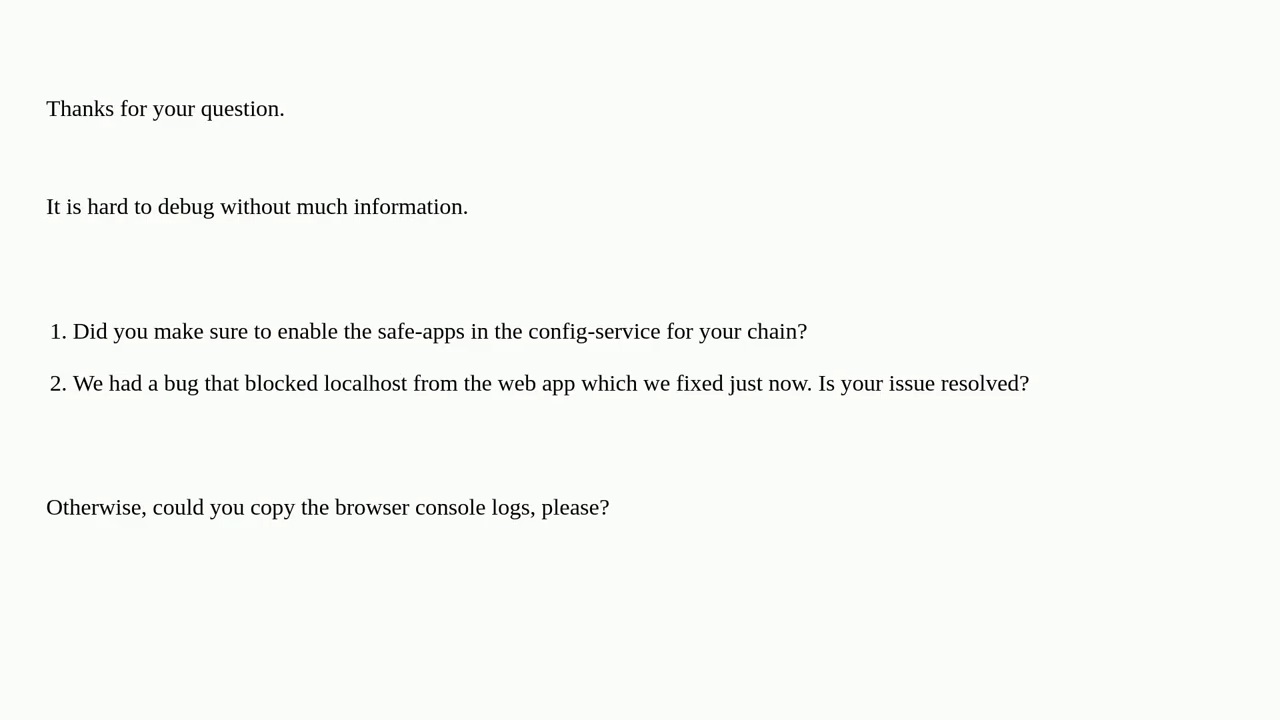 Thanks for your question.
It is hard to debug without much information.
1. Did you make sure to enable the safe-apps in the config-service for your chain?
2. We had a bug that blocked localhost from the web app which we fixed just now. Is your issue resolved?
Otherwise, could you copy the browser console logs, please?